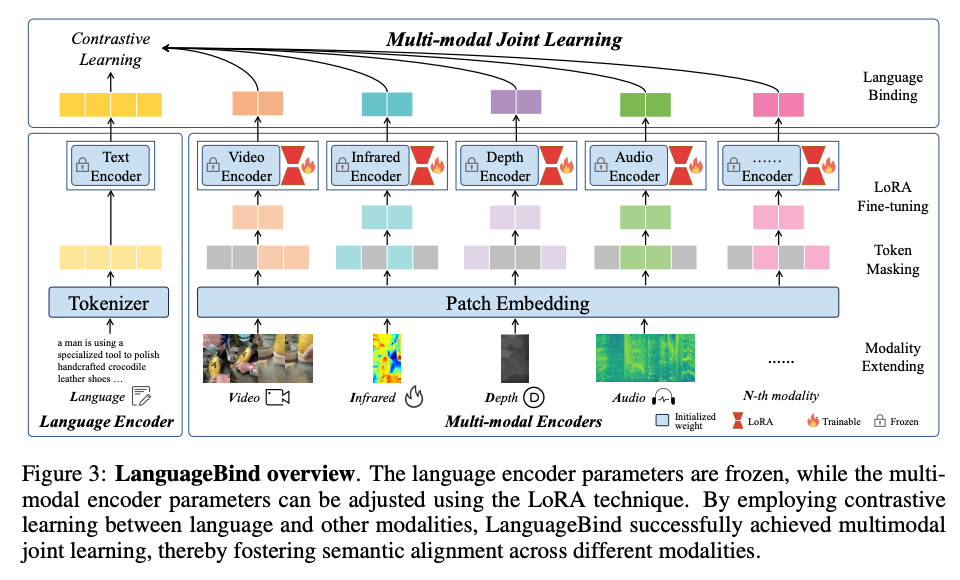 Contrastive
Learning
Multi-modal Joint Learning
Language
Binding
Text
Encoder
Video
Encoder
Infrared
Encoder
Depth
Encoder
Audio
Encoder
......
Encoder
LoRA
Fine-tuning
Token
Masking
Tokenizer
Patch Embedding
a man is using a
specialized tool to polish
handcrafted crocodile
leather shoes ...
......
Modality
Extending
Language
Video
Infrared
Depth
D
Audio
N-th modality
Language Encoder
Multi-modal Encoders
Initialized
weight
LoRA
Trainable
Frozen
Figure 3: LanguageBind overview. The language encoder parameters are frozen, while the multi-
modal encoder parameters can be adjusted using the LoRA technique. By employing contrastive
learning between language and other modalities, LanguageBind successfully achieved multimodal
joint learning, thereby fostering semantic alignment across different modalities.